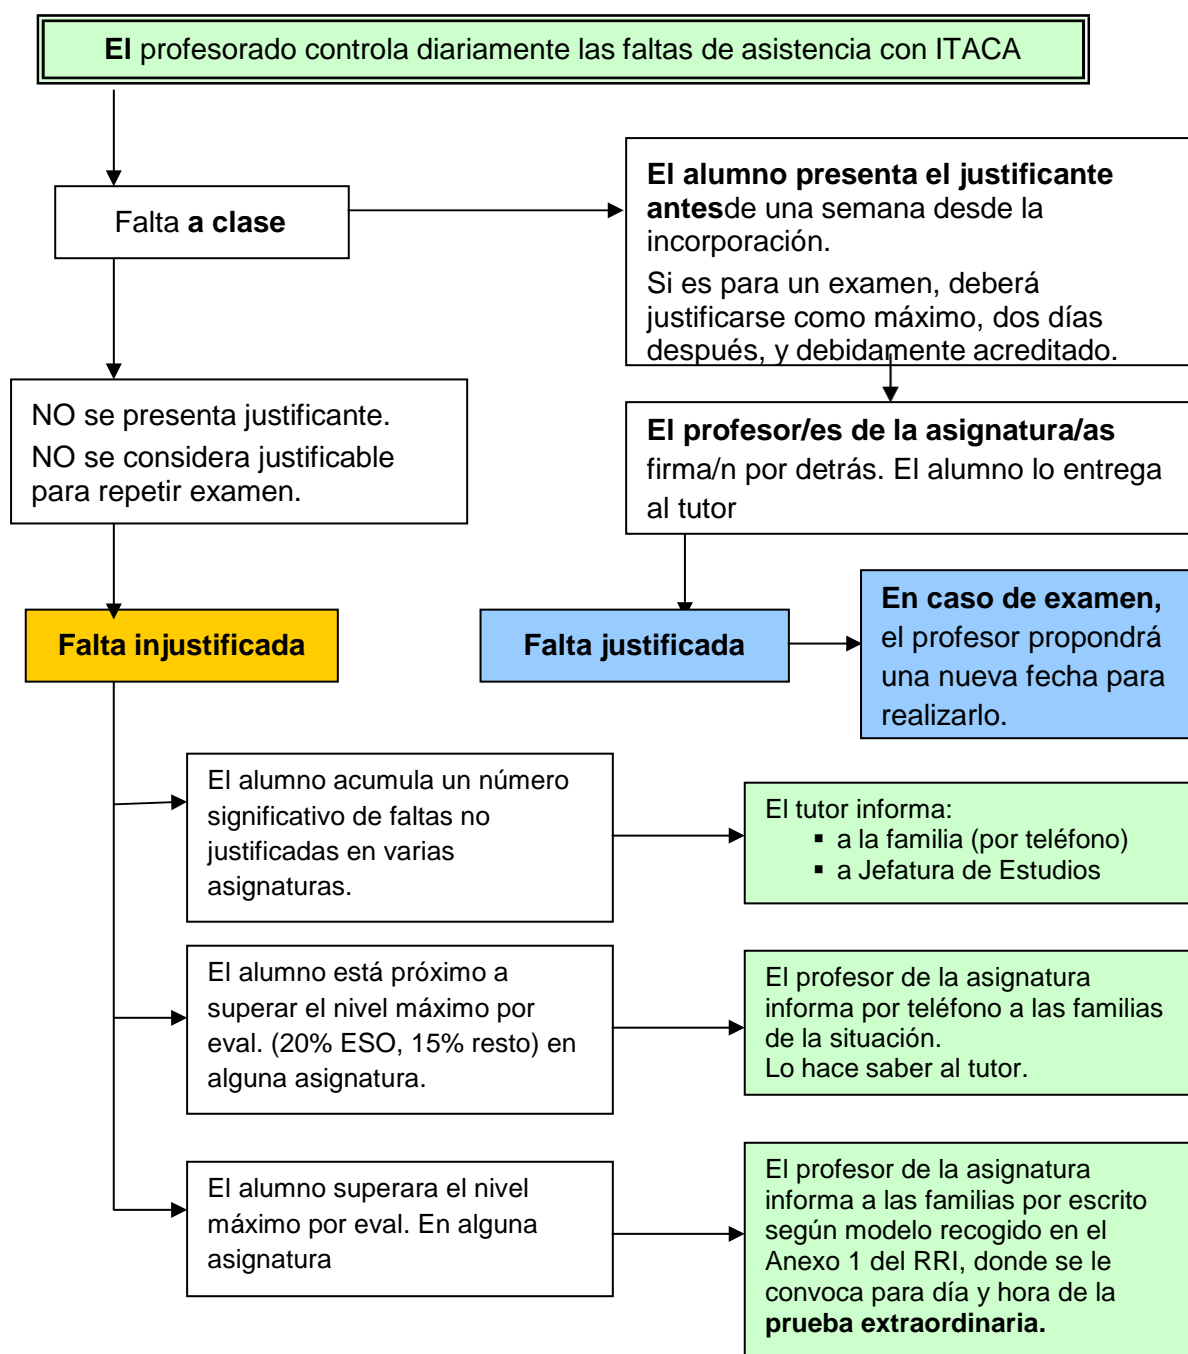 El profesorado controla diariamente las faltas de asistencia con ITACA
Falta a clase
El alumno presenta el justificante
antesde una semana desde la
incorporación.
Si es para un examen, deberá
justificarse como máximo, dos días
después, y debidamente acreditado.
NO se presenta justificante.
NO se considera justificable
para repetir examen.
El profesor/es de la asignatura/as
firma/n por detrás. El alumno lo entrega
al tutor
Falta injustificada
Falta justificada
En caso de examen,
el profesor propondrá
una nueva fecha para
realizarlo.
El alumno acumula un número
significativo de faltas no
justificadas en varias
asignaturas.
El tutor informa:
▪ a la familia (por teléfono)
▪ a Jefatura de Estudios
El alumno está próximo a
superar el nivel máximo por
eval. (20% ESO, 15% resto) en
alguna asignatura.
El profesor de la asignatura
informa por teléfono a las familias
de la situación.
Lo hace saber al tutor.
El alumno superara el nivel
máximo por eval. En alguna
asignatura
El profesor de la asignatura
informa a las familias por escrito
según modelo recogido en el
Anexo 1 del RRI, donde se le
convoca para día y hora de la
prueba extraordinaria.